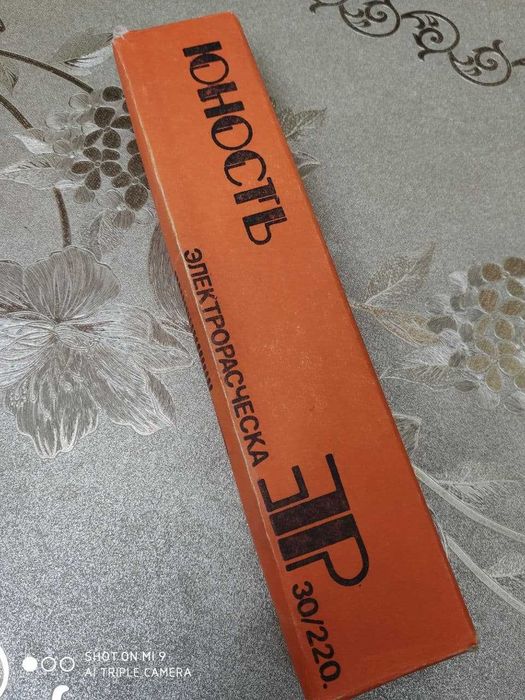 ЮНОСТЬ
ЭЛЕКТРОРАСЧЕСКА
ЭР
30/220.
SHOT ON MI 9
AI TRIPLE CAMERA